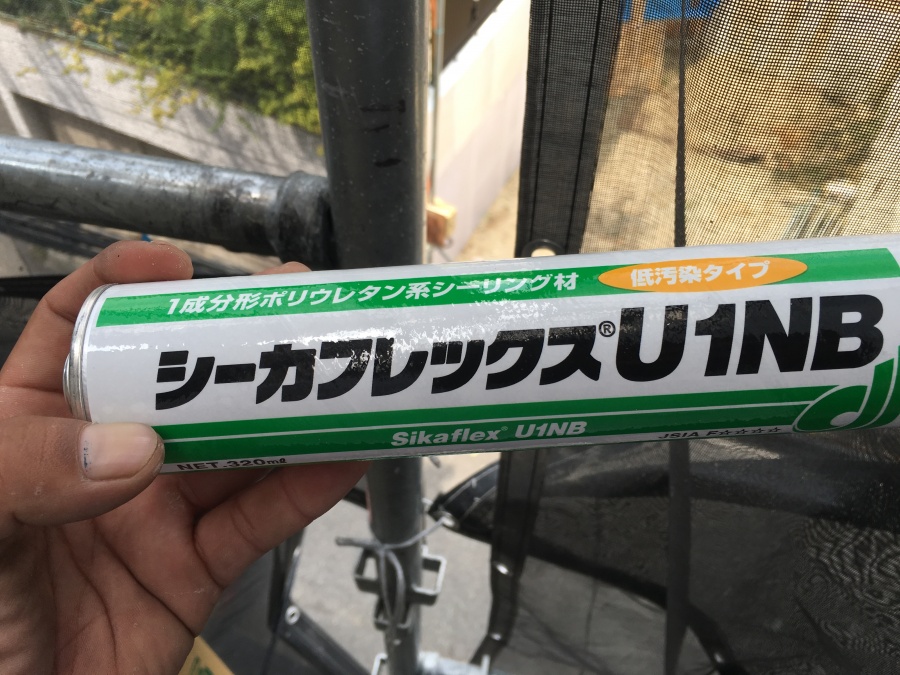 1成分形ポリウレタン系シーリング材
低汚染タイプ
シーカフレックス®U1NB
Sikaflex® U1NB
JSIA F☆☆☆☆
NET.320mℓ